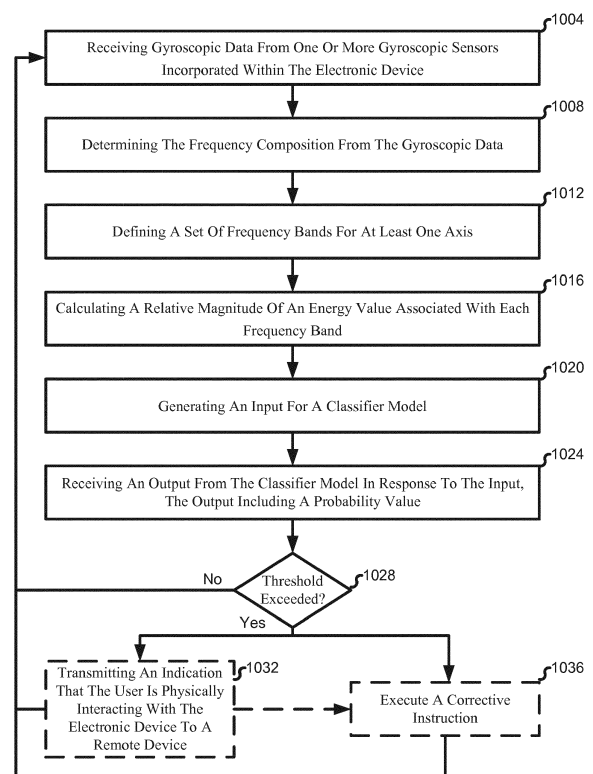 1004
Receiving Gyroscopic Data From One Or More Gyroscopic Sensors
Incorporated Within The Electronic Device
1008
Determining The Frequency Composition From The Gyroscopic Data
1012
Defining A Set Of Frequency Bands For At Least One Axis
1016
Calculating A Relative Magnitude Of An Energy Value Associated With Each
Frequency Band
1020
Generating An Input For A Classifier Model
1024
Receiving An Output From The Classifier Model In Response To The Input,
The Output Including A Probability Value
1028
No
Threshold
Exceeded?
Yes
1032
Transmitting An Indication
That The User Is Physically
Interacting With The
Electronic Device To A
Remote Device
1036
Execute A Corrective
Instruction